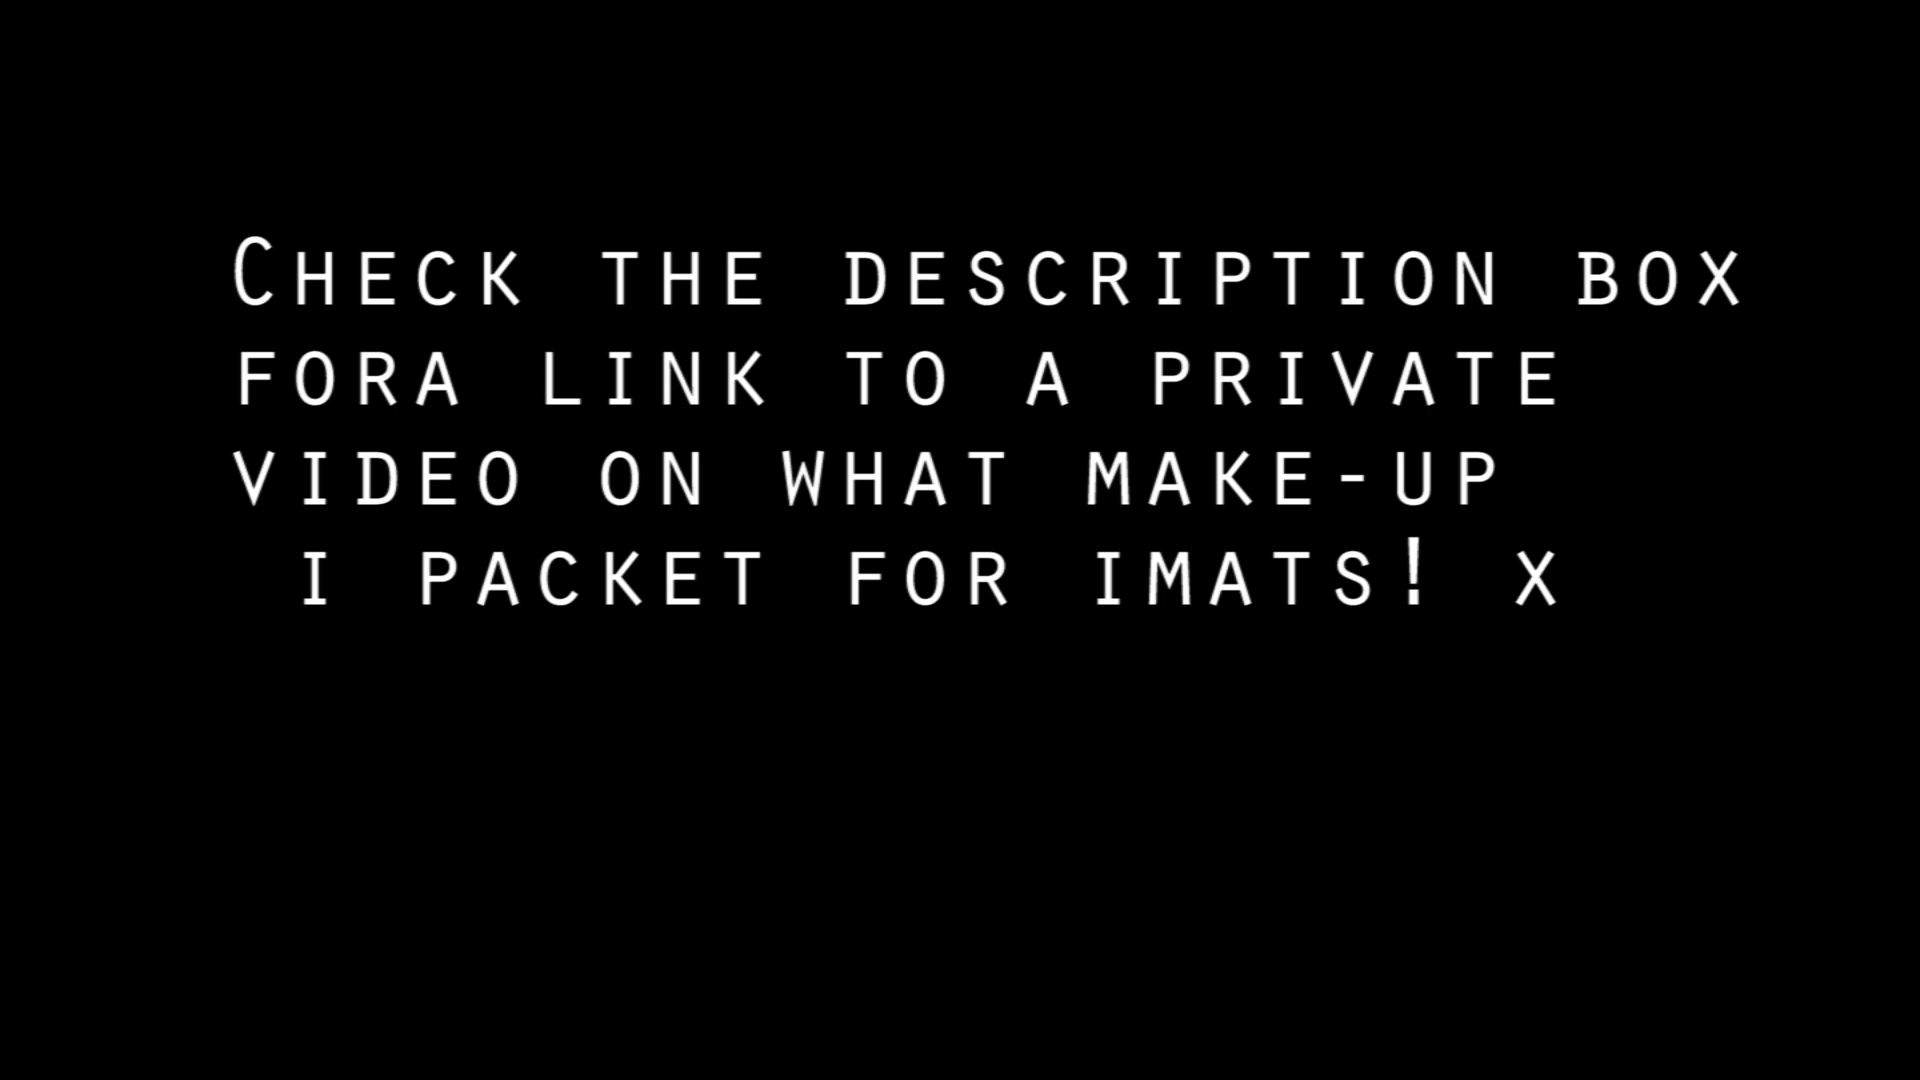 Check the description box
fora link to a private
video on what make-up
i packet for imats! x